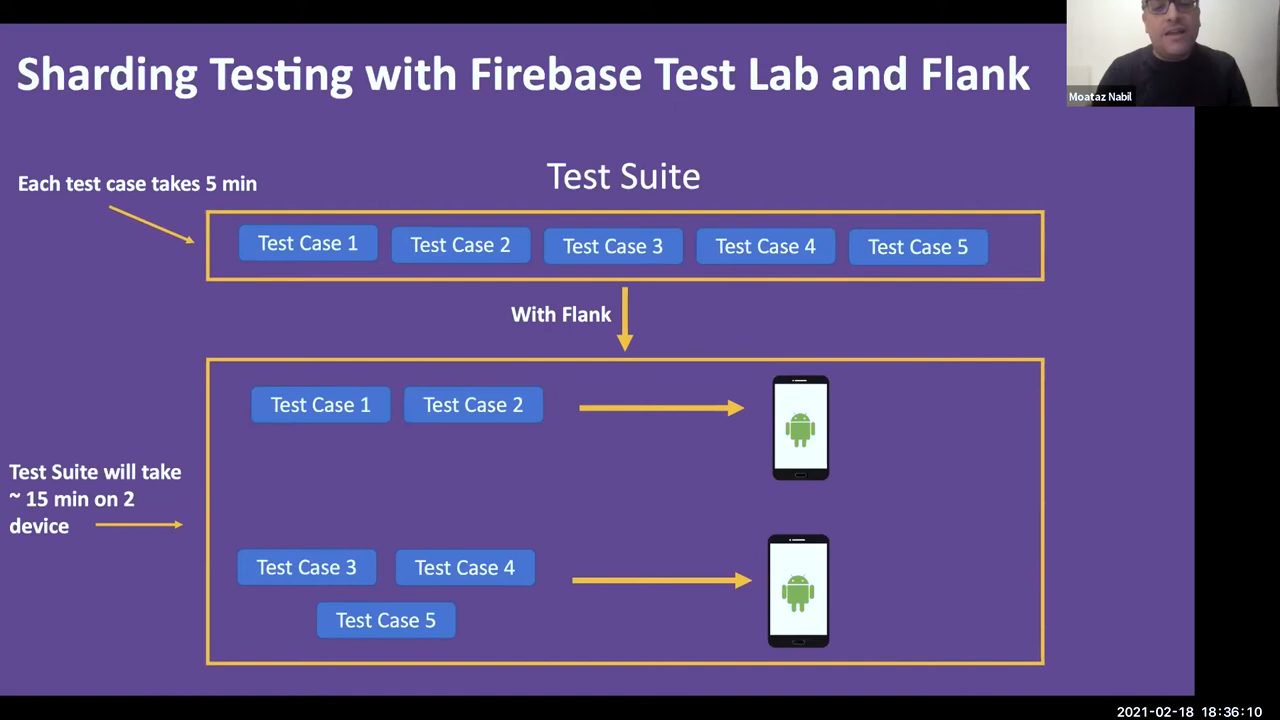 Sharding Testing with Firebase Test Lab and Flank
Moataz Nabil
Each test case takes 5 min
Test Suite
Test Case 1
Test Case 2
Test Case 3
Test Case 4
Test Case 5
With Flank
Test Case 1
Test Case 2
Test Suite will take
~ 15 min on 2
device
Test Case 3
Test Case 4
Test Case 5
2021-02-18 18:36:10